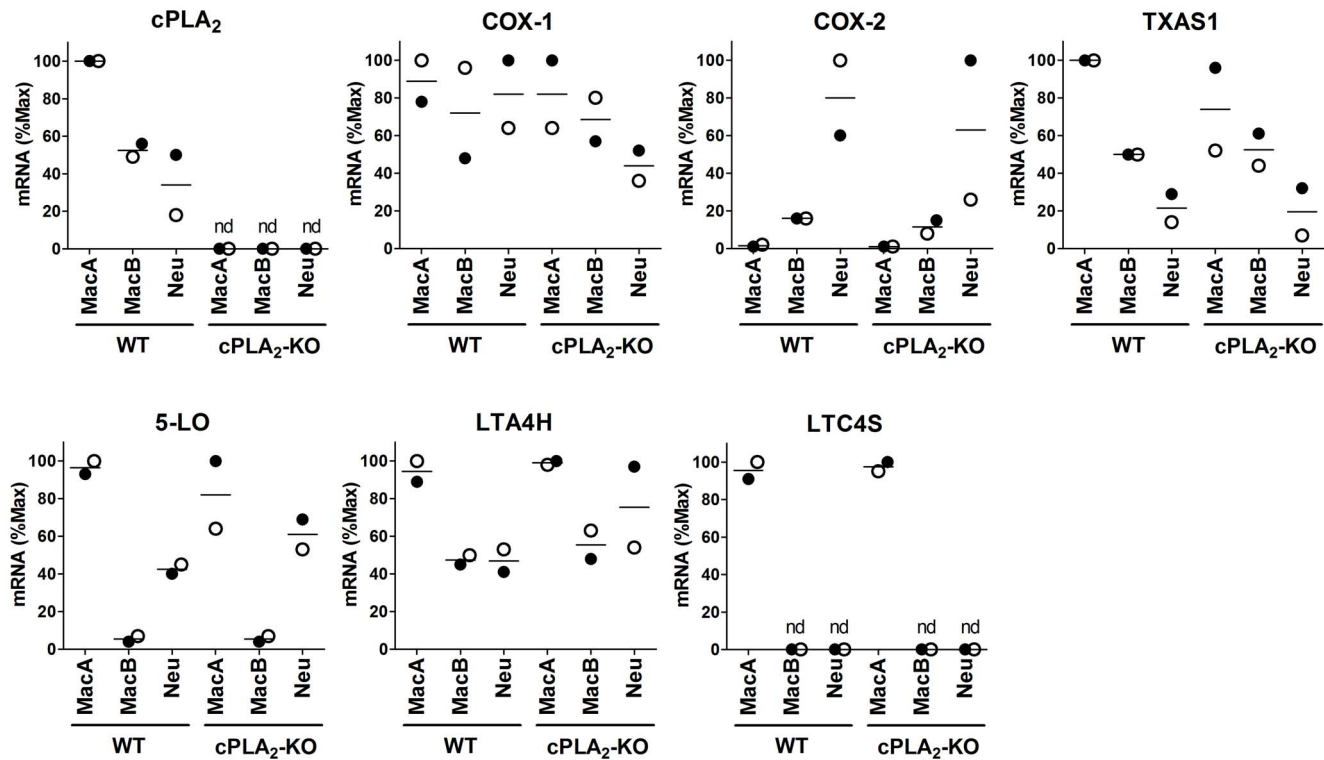 cPLA₂
COX-1
COX-2
TXAS1
mRNA (%Max)
100
80
60
40
20
0
nd nd nd
MacA MacB Neu MacA MacB Neu
WT cPLA₂-KO
mRNA (%Max)
100
80
60
40
20
0
MacA MacB Neu MacA MacB Neu
WT cPLA₂-KO
mRNA (%Max)
100
80
60
40
20
0
MacA MacB Neu MacA MacB Neu
WT cPLA₂-KO
mRNA (%Max)
100
80
60
40
20
0
MacA MacB Neu MacA MacB Neu
WT cPLA₂-KO
5-LO
LTA4H
LTC4S
mRNA (%Max)
100
80
60
40
20
0
MacA MacB Neu MacA MacB Neu
WT cPLA₂-KO
mRNA (%Max)
100
80
60
40
20
0
MacA MacB Neu MacA MacB Neu
WT cPLA₂-KO
mRNA (%Max)
100
80
60
40
20
0
nd nd nd nd
MacA MacB Neu MacA MacB Neu
WT cPLA₂-KO